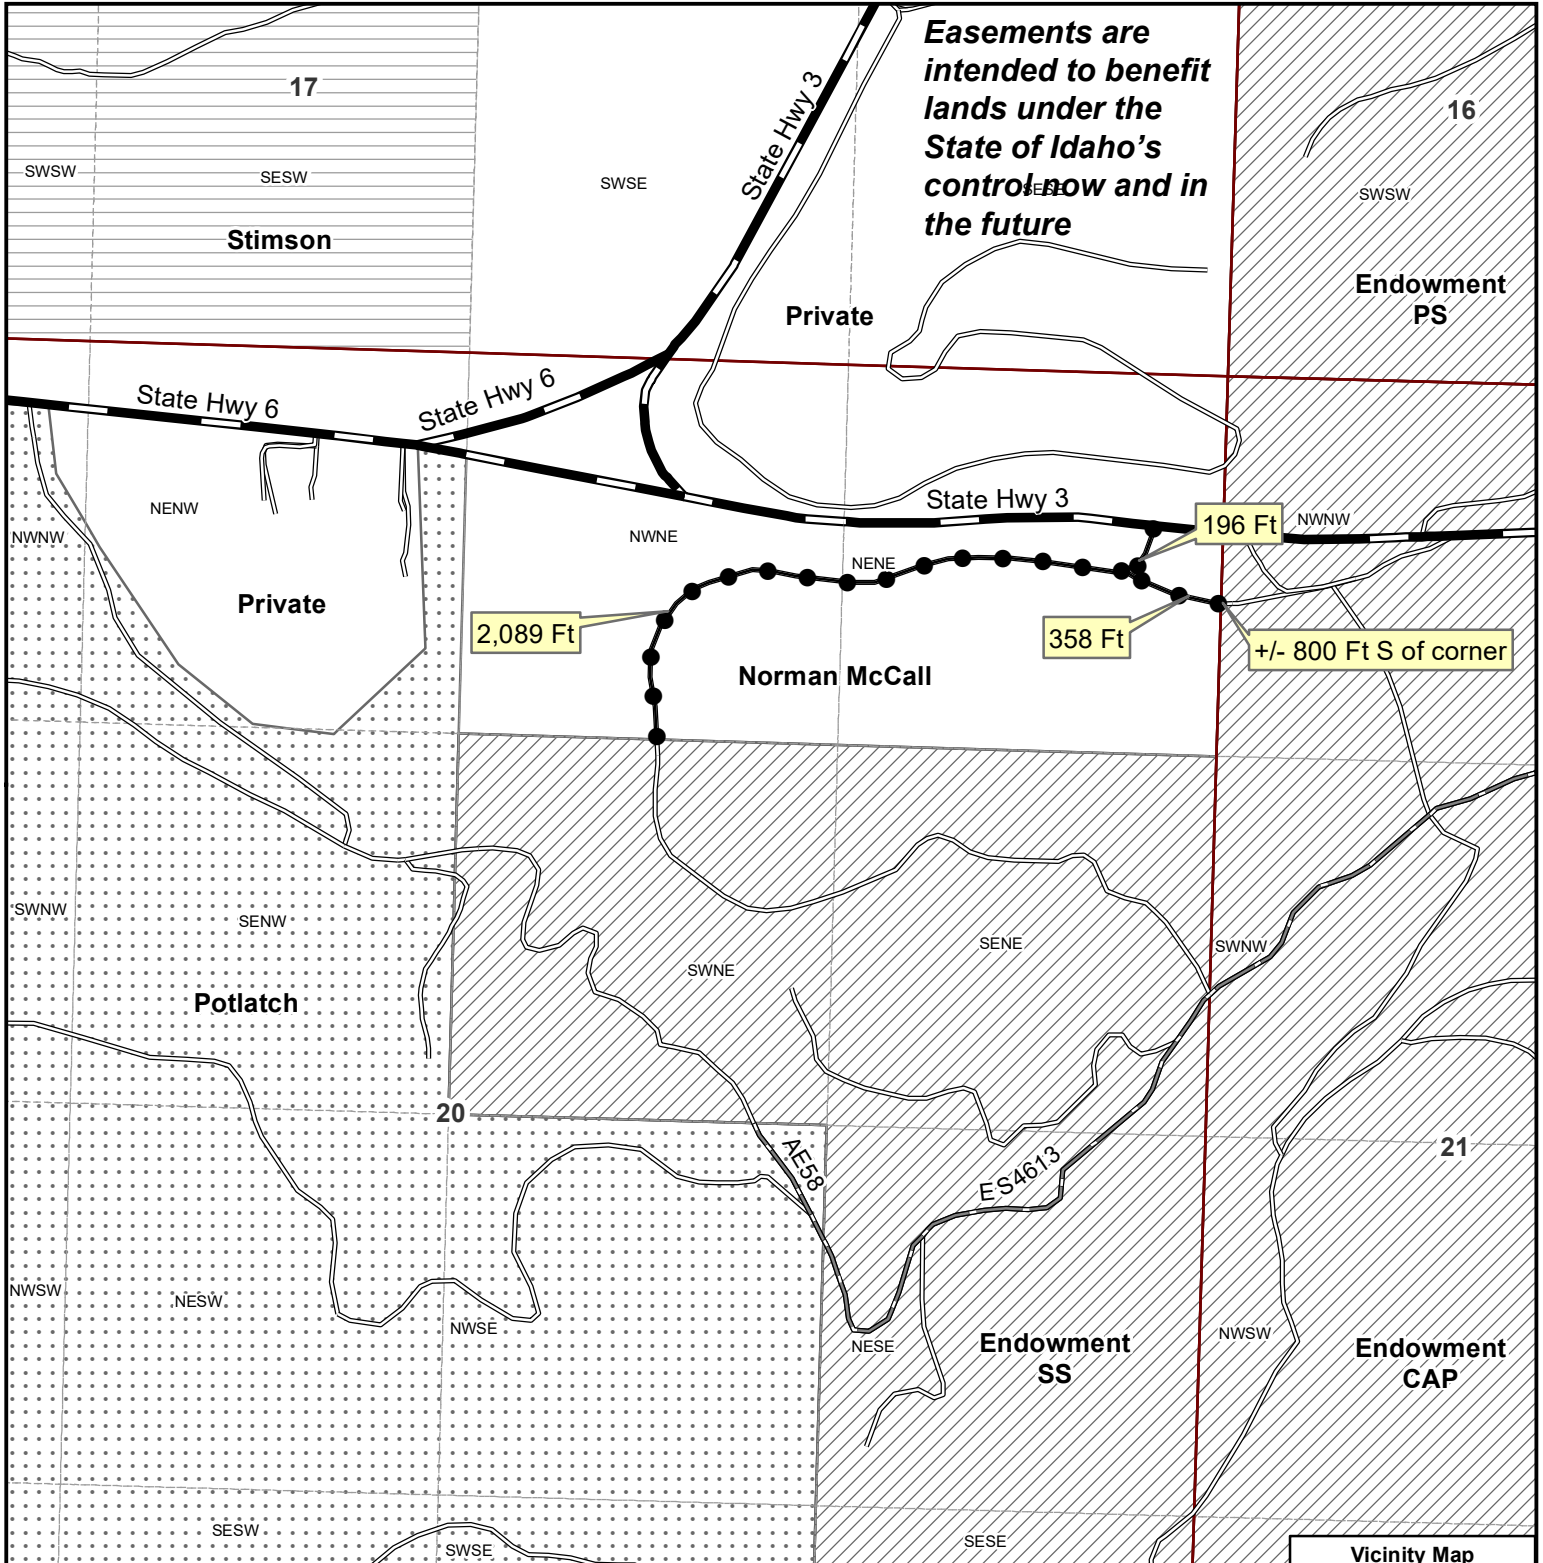 Easements are
intended to benefit
lands under the
State of Idaho's
control now and in
the future
17
16
State Hwy 3
SWSW
SESW
SWSE
SESE
SWSW
Stimson
Private
Endowment
PS
State Hwy 6
State Hwy 6
State Hwy 3
NENW
NWNW
NWNE
NENE
196 Ft
NWNW
Private
2,089 Ft
358 Ft
+/- 800 Ft S of corner
Norman McCall
SWNW
SENW
SWNE
SENE
SWNW
Potlatch
20
21
AE58
ES4613
NWSW
NESW
NWSE
NESE
NWSW
Endowment
SS
Endowment
CAP
SESW
SWSE
SESE
Vicinity Map